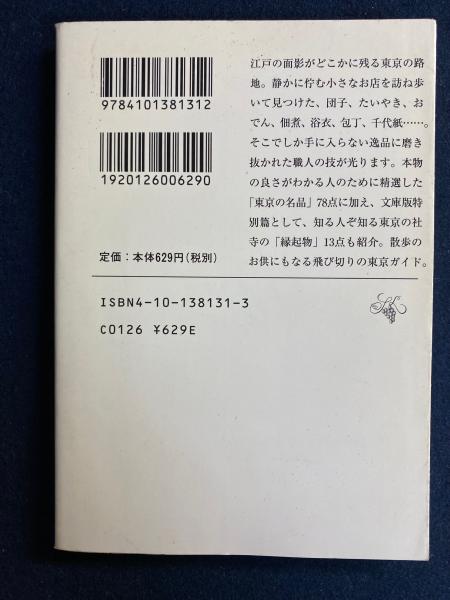 9784101381312
1920126006290
定価：本体629円（税別）
江戸の面影がどこかに残る東京の路
地。静かに佇む小さなお店を訪ね歩
いて見つけた、団子、たいやき、お
でん、佃煮、浴衣、包丁、千代紙……。
そこでしか手に入らない逸品に磨き
抜かれた職人の技が光ります。本物
の良さがわかる人のために精選した
「東京の名品」78点に加え、文庫版特
別篇として、知る人ぞ知る東京の社
寺の「縁起物」13点も紹介。散歩の
お供にもなる飛び切りの東京ガイド。
ISBN4-10-138131-3
C0126 ¥629E